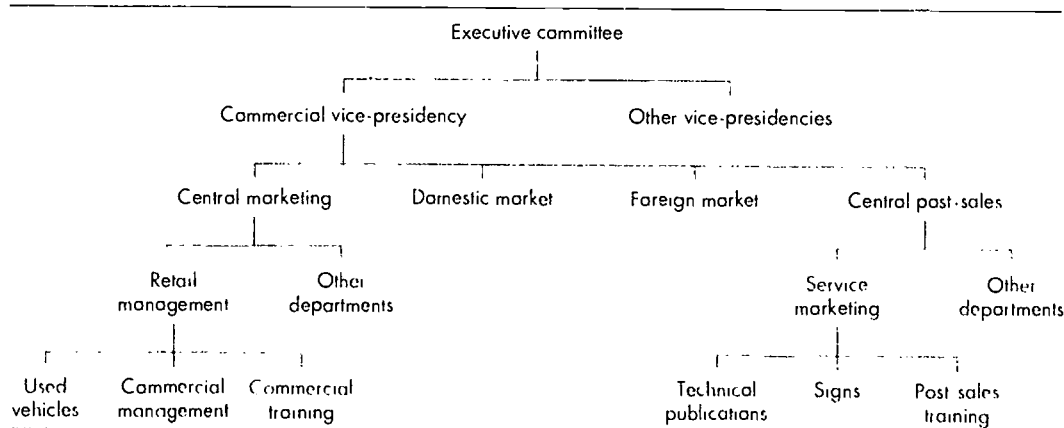 Executive committee
Commercial vice-presidency Other vice-presidencies
Central marketing Domestic market Foreign market Central post-sales
Retail management Other departments Service marketing Other departments
Used vehicles Commercial management Commercial training Technical publications Signs Post sales training